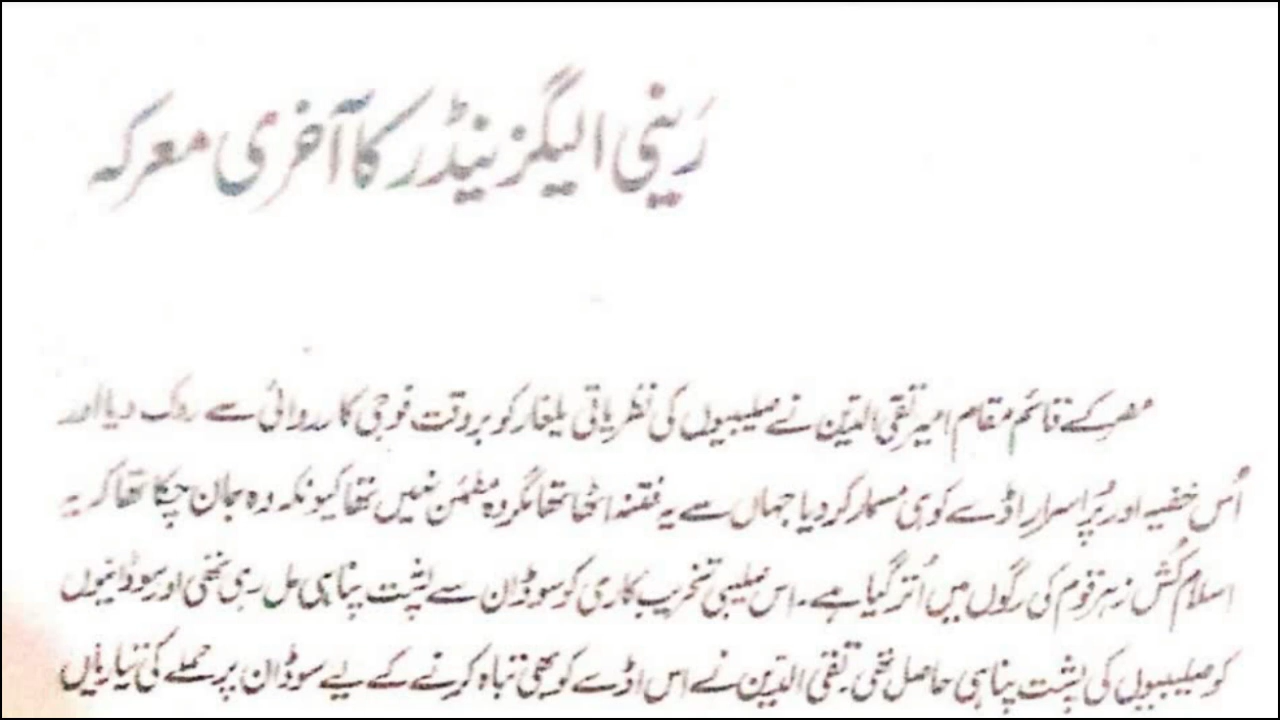 رَینی الیگزینڈر کا آخری معرکہ
مصر کے قائم مقام امیر تقی الدّین نے صلیبیوں کی نظریاتی یلغار کو بروقت فوجی کارروائی سے روک دیا اور
اُس خفیہ اور پُراسرار اڈے کو ہی مسمار کر دیا جہاں سے یہ فتنہ اٹھا تھا مگر وہ مطمئن نہیں تھا کیونکہ وہ جان چکا تھا کہ یہ
اسلام کُش زہر قوم کی رگوں میں اُتر گیا ہے۔ اس صلیبی تخریب کاری کو سوڈان سے پشت پناہی مل رہی تھی اور سوڈانیوں
کو صلیبیوں کی پشت پناہی حاصل تھی۔ تقی الدّین نے اس اڈے کو بھی تباہ کرنے کے لیے سوڈان پر حملے کی تیاریاں